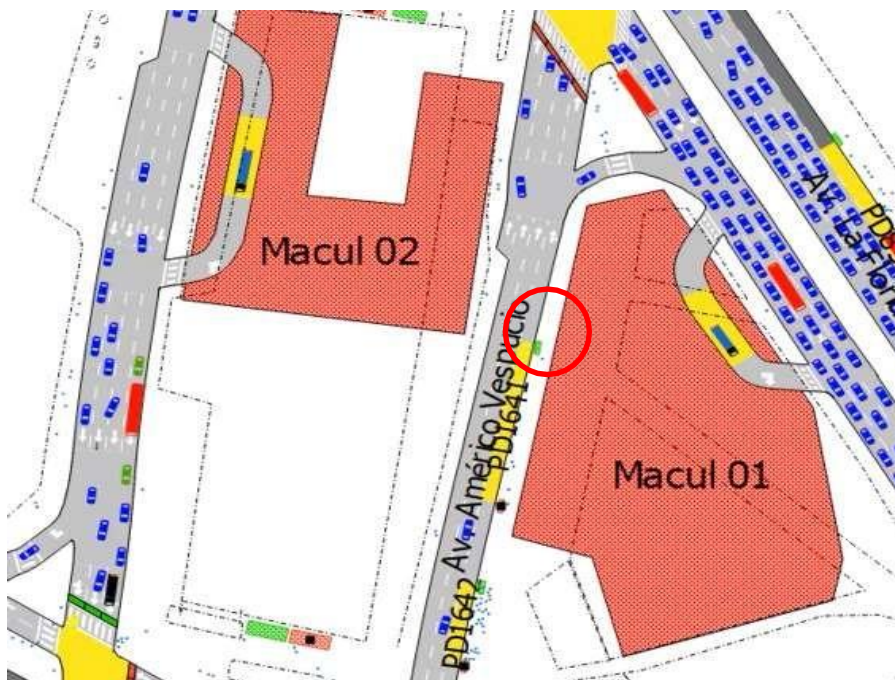 Macul 02
Macul 01
Av. Américo Vespucio
PD1641
PD1642
Av. La Flor